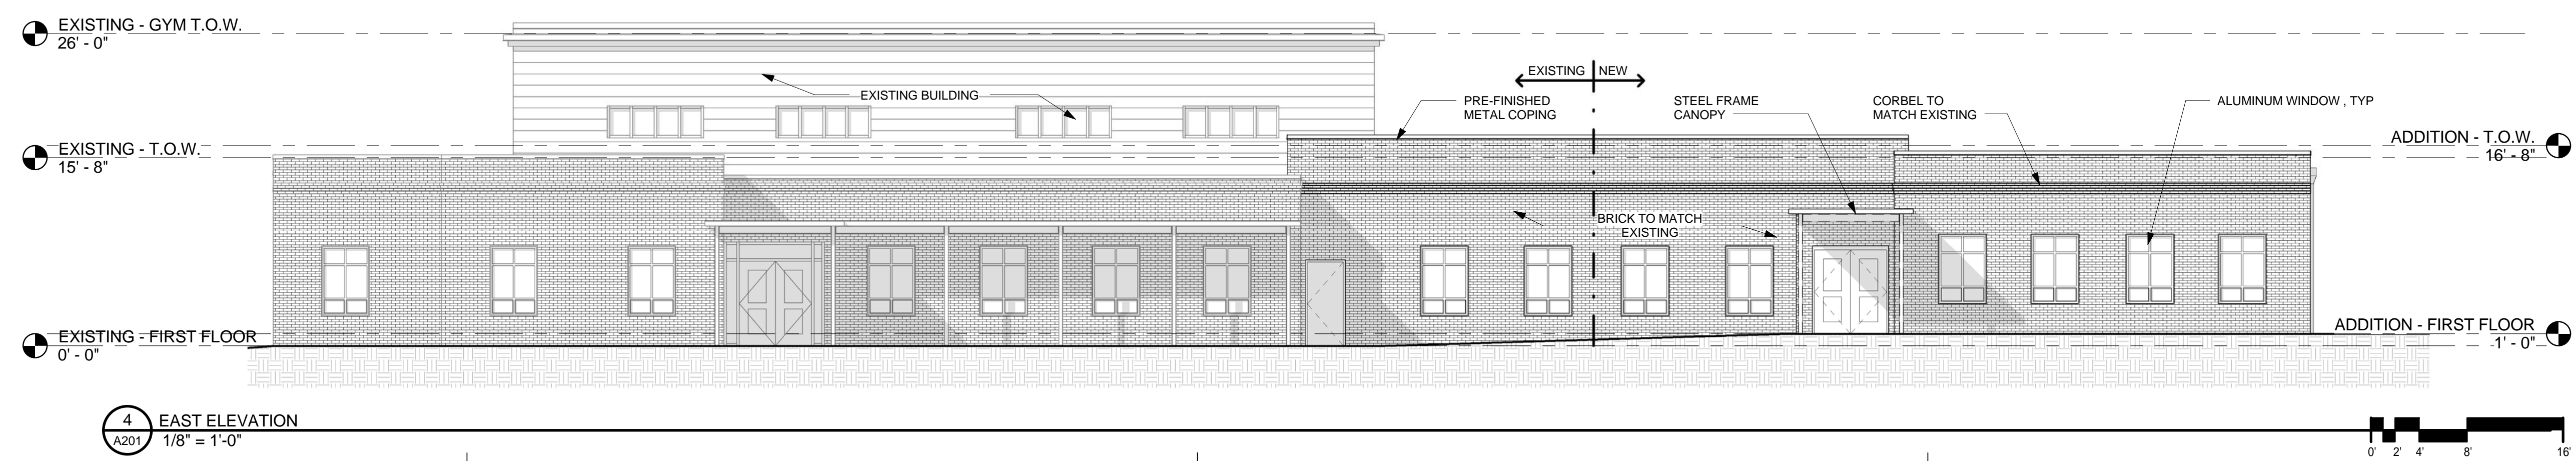 EXISTING - GYM T.O.W.
26' - 0"
EXISTING NEW
EXISTING BUILDING
PRE-FINISHED
METAL COPING
STEEL FRAME
CANOPY
CORBEL TO
MATCH EXISTING
ALUMINUM WINDOW , TYP
EXISTING - T.O.W.
15' - 8"
ADDITION - T.O.W.
16' - 8"
BRICK TO MATCH
EXISTING
EXISTING - FIRST FLOOR
0' - 0"
ADDITION - FIRST FLOOR
1' - 0"
4
A201
EAST ELEVATION
1/8" = 1'-0"
0' 2' 4' 8' 16'